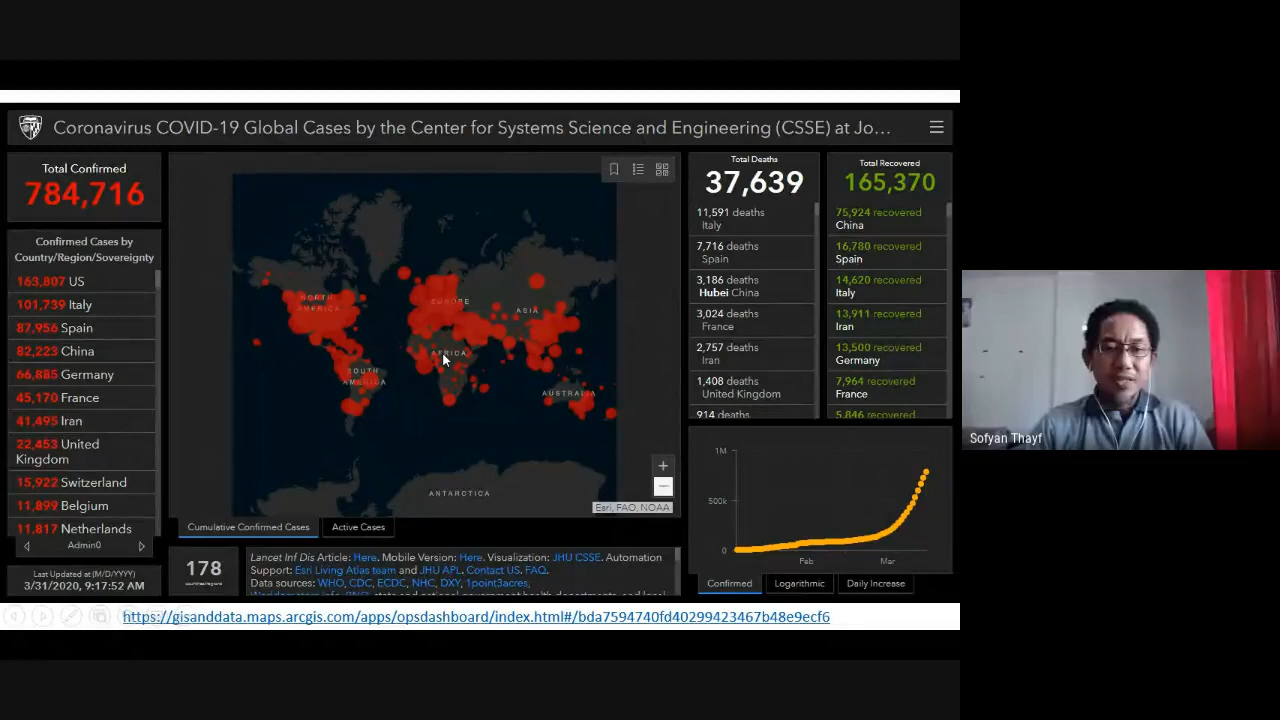 Coronavirus COVID-19 Global Cases by the Center for Systems Science and Engineering (CSSE) at Jo...
Total Confirmed
784,716
Confirmed Cases by
Country/Region/Sovereignty
163,807 US
101,739 Italy
87,956 Spain
82,223 China
66,885 Germany
45,170 France
41,495 Iran
22,453 United
Kingdom
15,922 Switzerland
11,899 Belgium
11,817 Netherlands
Admin0
Last Updated at (M/D/YYYY)
3/31/2020, 9:17:52 AM
NORTH
AMERICA
EUROPE
ASIA
AFRICA
SOUTH
AMERICA
AUSTRALIA
ANTARCTICA
Esri, FAO, NOAA
Cumulative Confirmed Cases
Active Cases
178
countries/regions
Lancet Inf Dis Article: Here. Mobile Version: Here. Visualization: JHU CSSE. Automation
Support: Esri Living Atlas team and JHU APL. Contact US. FAQ.
Data sources: WHO, CDC, ECDC, NHC, DXY, 1point3acres,
Total Deaths
37,639
11,591 deaths
Italy
7,716 deaths
Spain
3,186 deaths
Hubei China
3,024 deaths
France
2,757 deaths
Iran
1,408 deaths
United Kingdom
914 deaths
Total Recovered
165,370
75,924 recovered
China
16,780 recovered
Spain
14,620 recovered
Italy
13,911 recovered
Iran
13,500 recovered
Germany
7,964 recovered
France
5,846 recovered
1M
500k
0
Feb
Mar
Confirmed
Logarithmic
Daily Increase
https://gisanddata.maps.arcgis.com/apps/opsdashboard/index.html#/bda7594740fd40299423467b48e9ecf6
Sofyan Thayf